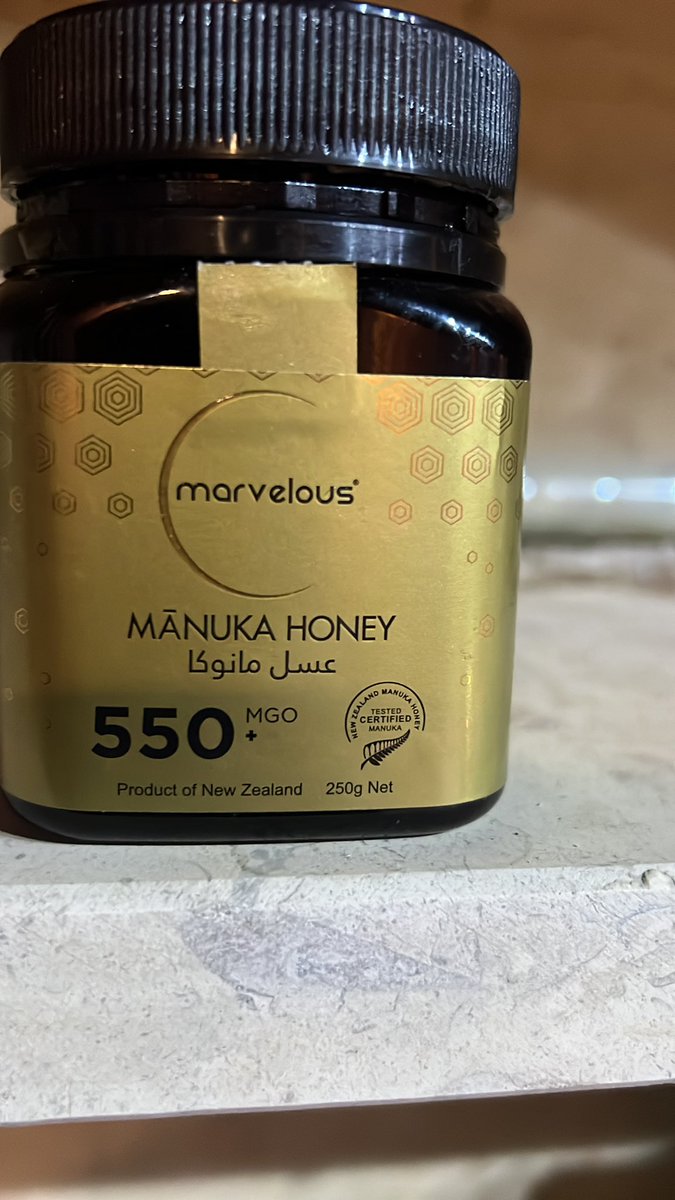 marvelous®
MĀNUKA HONEY
عسل مانوكا
550 MGO
+
NEW ZEALAND MANUKA HONEY
TESTED
CERTIFIED
MANUKA
Product of New Zealand 250g Net